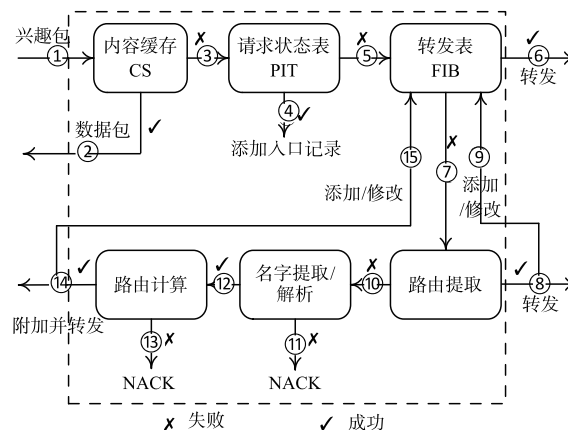 兴趣包
①
内容缓存
CS
✗
③
请求状态表
PIT
✗
⑤
转发表
FIB
✓
⑥
转发
数据包
②
✓
④
✓
添加入口记录
⑮
添加/修改
✗
⑦
⑨
添加
/修改
⑭
✓
附加并转发
路由计算
✓
⑫
名字提取/
解析
✗
⑩
路由提取
✓
⑧
转发
⑬
✗
NACK
⑪
✗
NACK
✗ 失败
✓ 成功